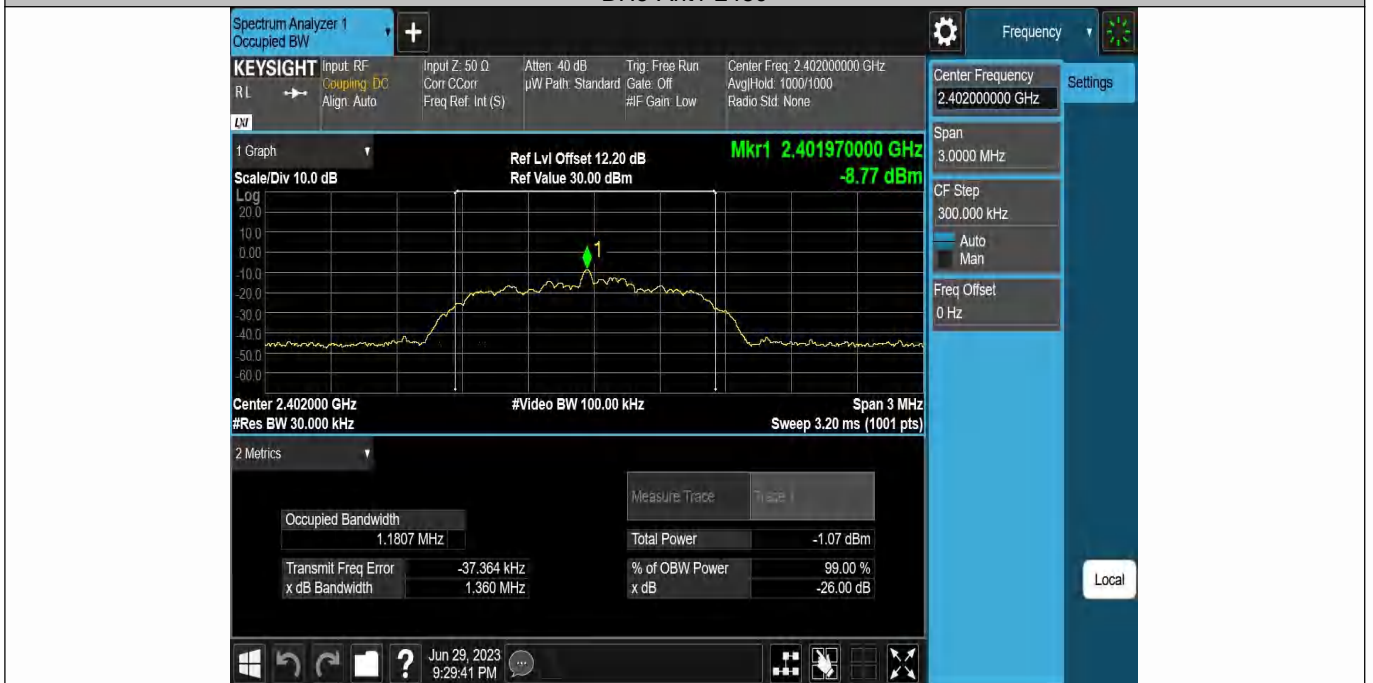 Spectrum Analyzer 1
Occupied BW
+
Frequency
KEYSIGHT
RL
LXI
Input: RF
Coupling: DC
Align: Auto
Input Z: 50 Ω
Corr CCorr
Freq Ref: Int (S)
Atten: 40 dB
µW Path: Standard
Trig: Free Run
Gate: Off
#IF Gain: Low
Center Freq: 2.402000000 GHz
Avg|Hold: 1000/1000
Radio Std: None
Center Frequency
2.402000000 GHz
Settings
Span
3.0000 MHz
CF Step
300.000 kHz
Auto
Man
Freq Offset
0 Hz
Local
1 Graph
Scale/Div 10.0 dB
Ref Lvl Offset 12.20 dB
Ref Value 30.00 dBm
Mkr1 2.401970000 GHz
-8.77 dBm
Log
20.0
10.0
0.00
-10.0
-20.0
-30.0
-40.0
-50.0
-60.0
1
Center 2.402000 GHz
#Res BW 30.000 kHz
#Video BW 100.00 kHz
Span 3 MHz
Sweep 3.20 ms (1001 pts)
2 Metrics
Measure Trace Trace 1
Occupied Bandwidth
1.1807 MHz
Total Power -1.07 dBm
Transmit Freq Error -37.364 kHz
% of OBW Power 99.00 %
x dB Bandwidth 1.360 MHz
x dB -26.00 dB
?
Jun 29, 2023
9:29:41 PM